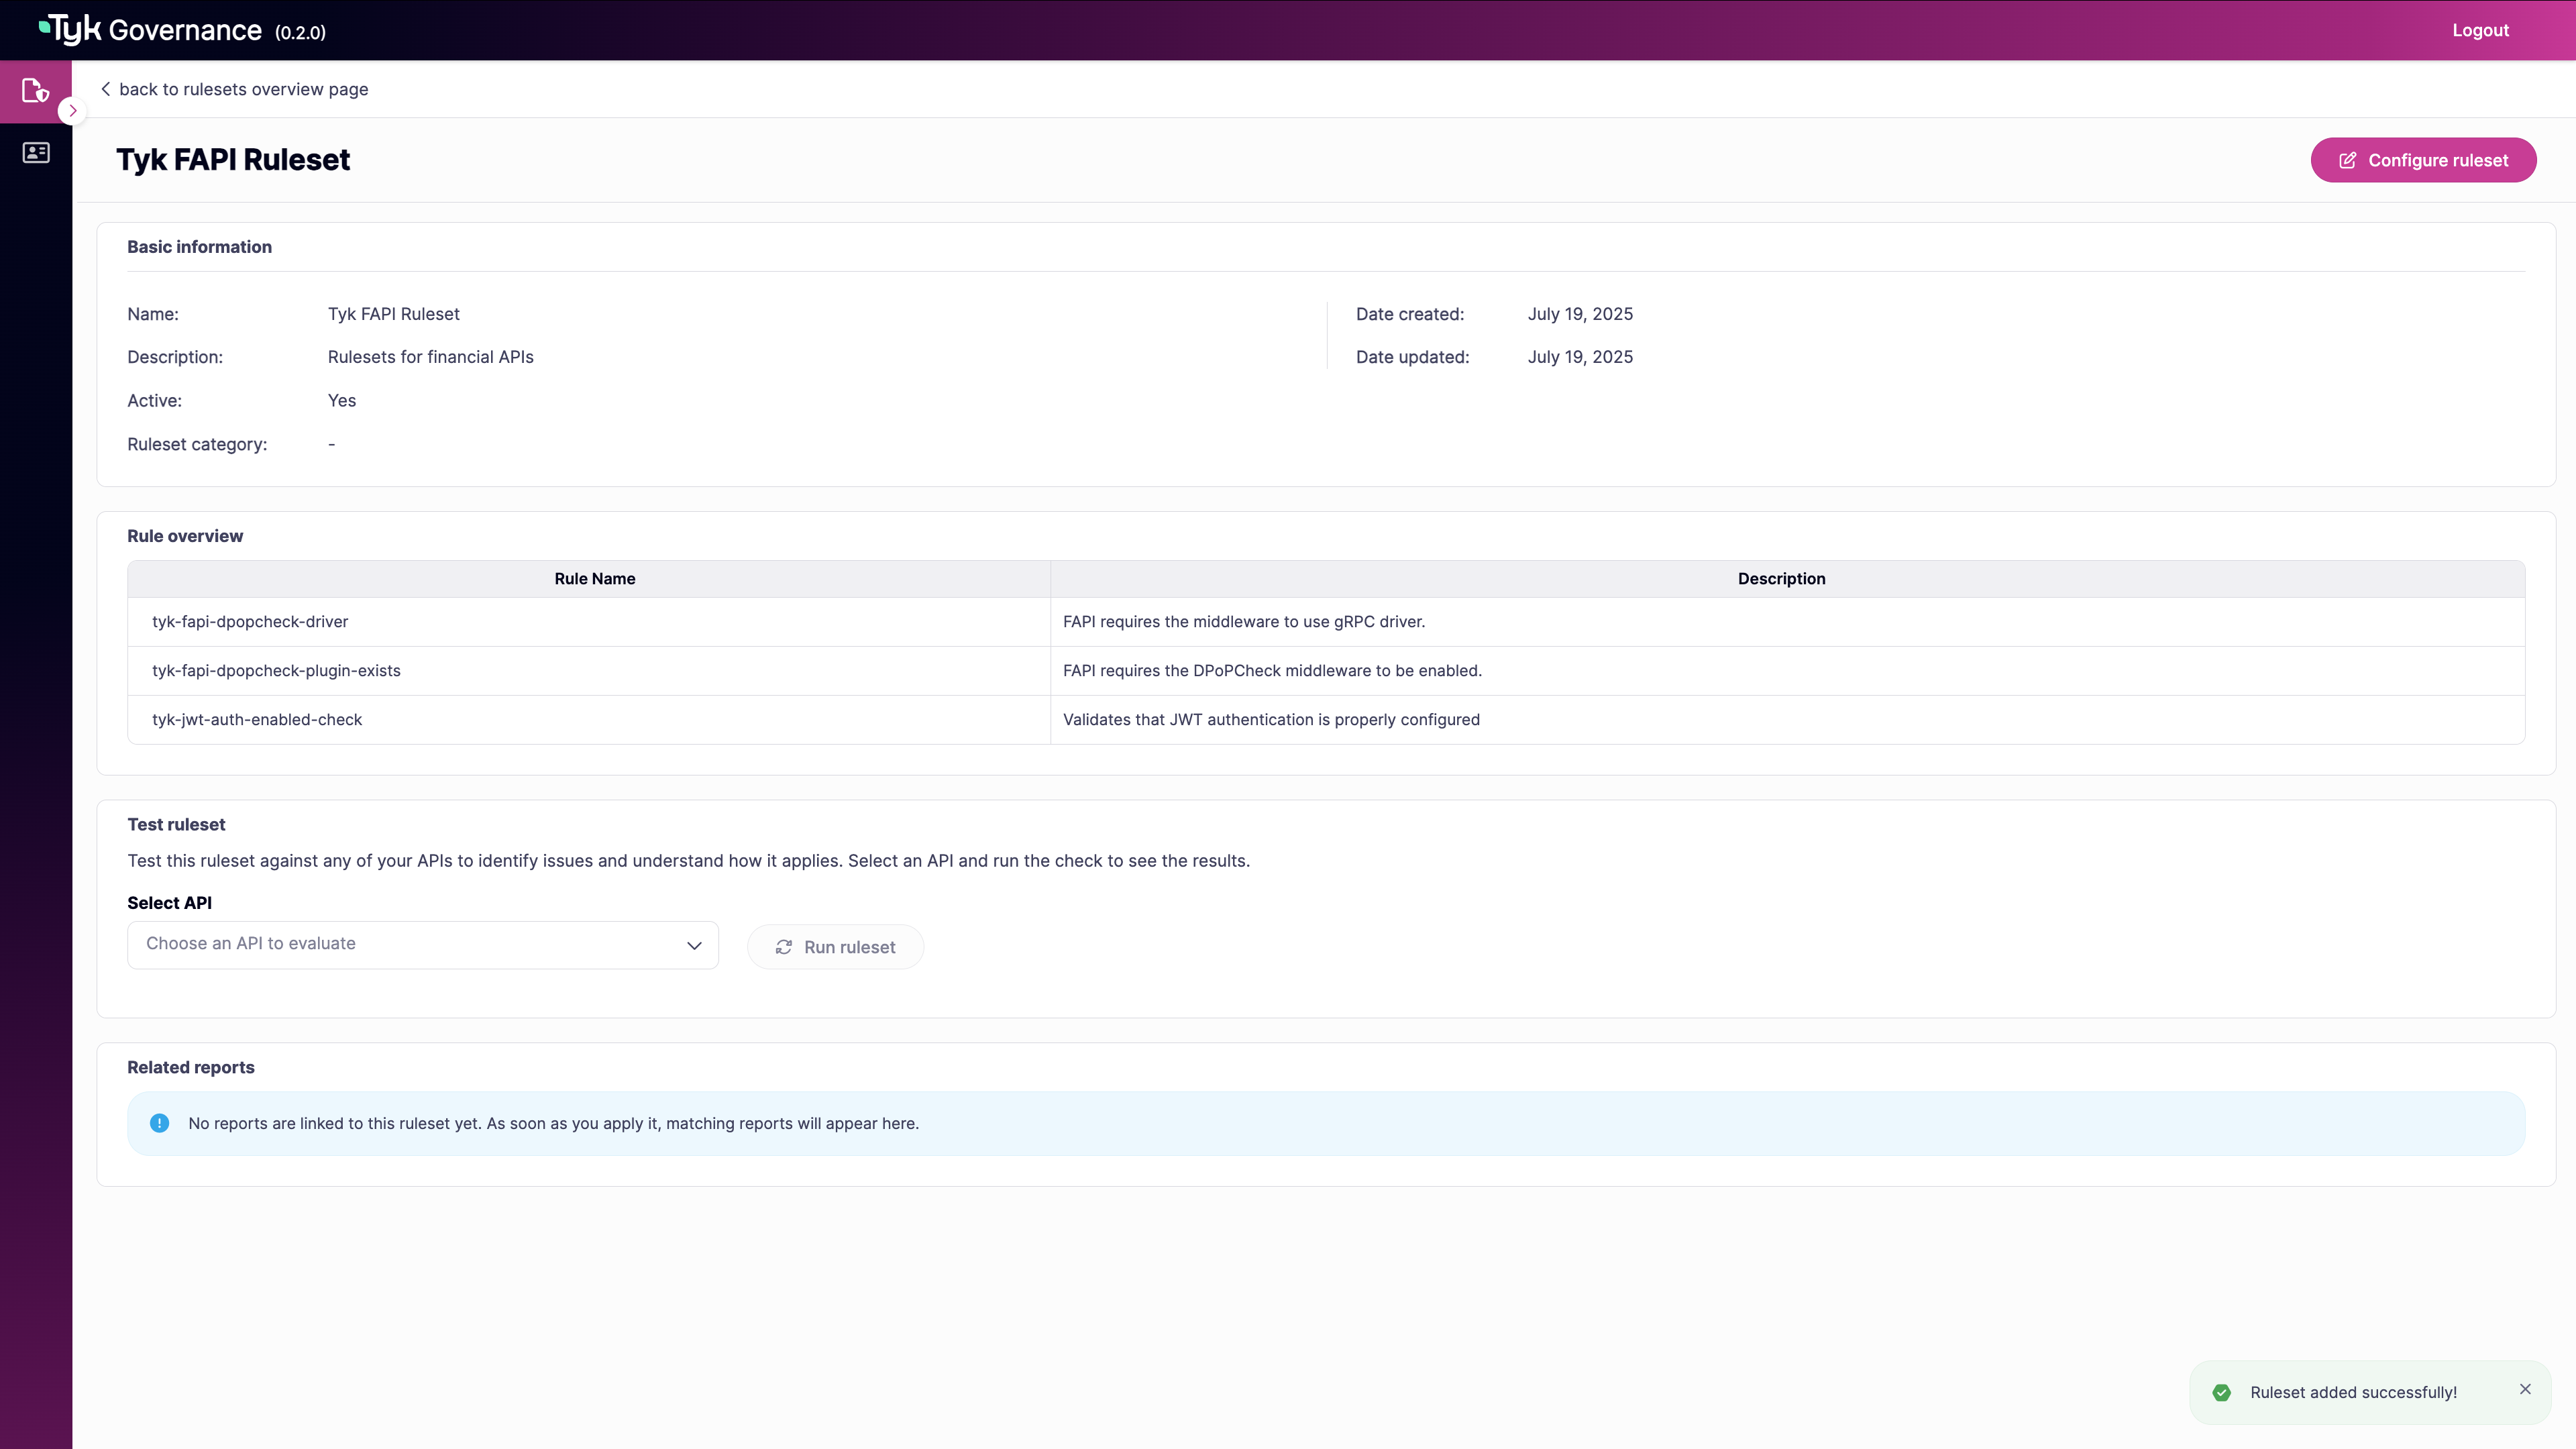 Tyk Governance (0.2.0)
Logout
back to rulesets overview page
Tyk FAPI Ruleset
Configure ruleset
Basic information
Name: Tyk FAPI Ruleset
Date created: July 19, 2025
Description: Rulesets for financial APIs
Date updated: July 19, 2025
Active: Yes
Ruleset category: -
Rule overview
Rule Name Description
tyk-fapi-dpopcheck-driver FAPI requires the middleware to use gRPC driver.
tyk-fapi-dpopcheck-plugin-exists FAPI requires the DPoPCheck middleware to be enabled.
tyk-jwt-auth-enabled-check Validates that JWT authentication is properly configured
Test ruleset
Test this ruleset against any of your APIs to identify issues and understand how it applies. Select an API and run the check to see the results.
Select API
Choose an API to evaluate
Run ruleset
Related reports
No reports are linked to this ruleset yet. As soon as you apply it, matching reports will appear here.
Ruleset added successfully!